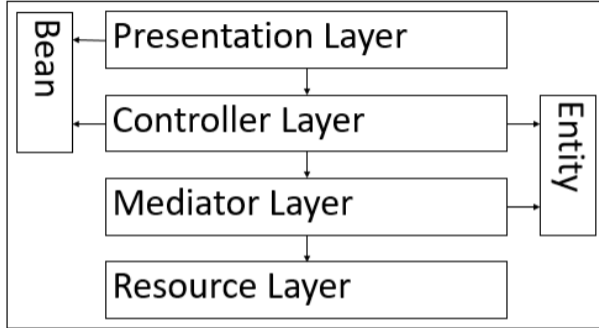 Bean
Presentation Layer
Controller Layer
Entity
Mediator Layer
Resource Layer